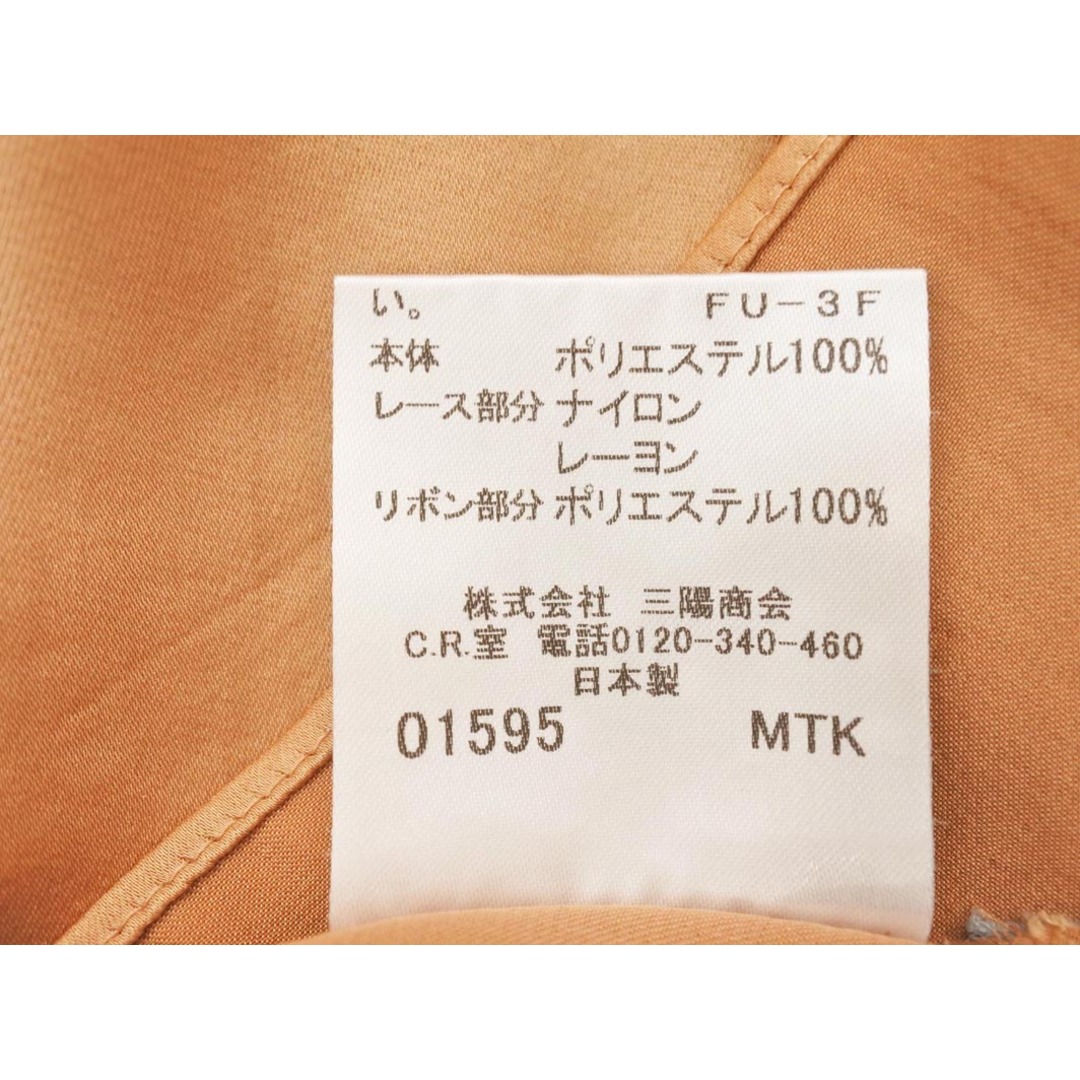 い。 FU-3F
本体 ポリエステル100%
レース部分 ナイロン
レーヨン
リボン部分 ポリエステル100%
株式会社 三陽商会
C.R.室 電話0120-340-460
日本製
01595 MTK